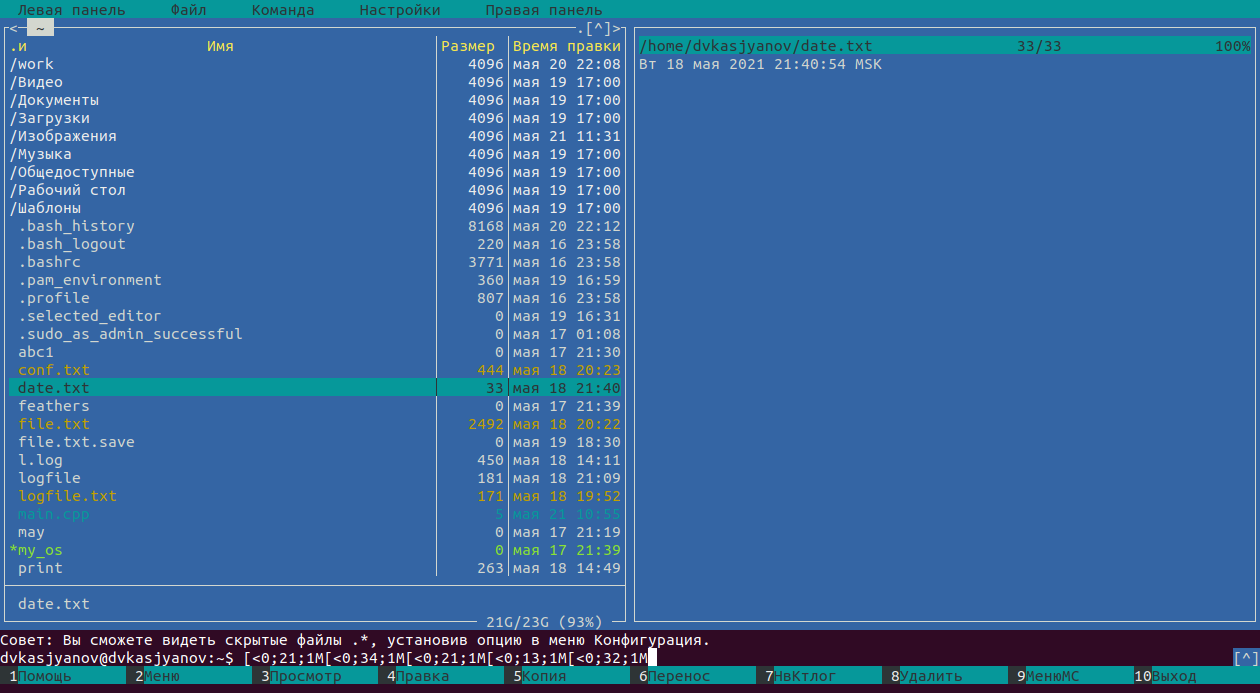 Левая панель Файл Команда Настройки Правая панель
<- ~ .[^]>
.и Имя Размер Время правки
/work 4096 мая 20 22:08
/Видео 4096 мая 19 17:00
/Документы 4096 мая 19 17:00
/Загрузки 4096 мая 19 17:00
/Изображения 4096 мая 21 11:31
/Музыка 4096 мая 19 17:00
/Общедоступные 4096 мая 19 17:00
/Рабочий стол 4096 мая 19 17:00
/Шаблоны 4096 мая 19 17:00
.bash_history 8168 мая 20 22:12
.bash_logout 220 мая 16 23:58
.bashrc 3771 мая 16 23:58
.pam_environment 360 мая 19 16:59
.profile 807 мая 16 23:58
.selected_editor 0 мая 19 16:31
.sudo_as_admin_successful 0 мая 17 01:08
abc1 0 мая 17 21:30
conf.txt 444 мая 18 20:23
date.txt 33 мая 18 21:40
feathers 0 мая 17 21:39
file.txt 2492 мая 18 20:22
file.txt.save 0 мая 19 18:30
l.log 450 мая 18 14:11
logfile 181 мая 18 21:09
logfile.txt 171 мая 18 19:52
main.cpp 5 мая 21 10:55
may 0 мая 17 21:19
*my_os 0 мая 17 21:39
print 263 мая 18 14:49
date.txt
21G/23G (93%)
/home/dvkasjyanov/date.txt 33/33 100%
Вт 18 мая 2021 21:40:54 MSK
Совет: Вы сможете видеть скрытые файлы .*, установив опцию в меню Конфигурация.
dvkasjyanov@dvkasjyanov:~$ [<0;21;1M[<0;34;1M[<0;21;1M[<0;13;1M[<0;32;1M [^]
1Помощь 2Меню 3Просмотр 4Правка 5Копия 6Перенос 7НвКтлог 8Удалить 9МенюMC 10Выход